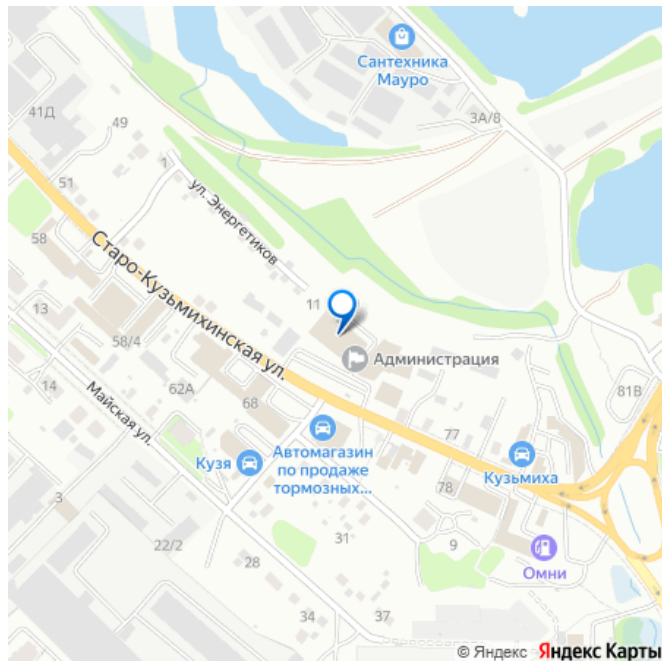 Сантехника
Мауро
3А/8
41Д
49
1
51
ул. Энергетиков
58
Старо-Кузьмихинская ул.
11
13
58/4
Администрация
14
62А
81В
Майская ул.
68
77
Автомагазин
по продаже
тормозных...
Кузя
Кузьмиха
78
3
31
22/2
9
28
Омни
34
37
© Яндекс Яндекс Карты